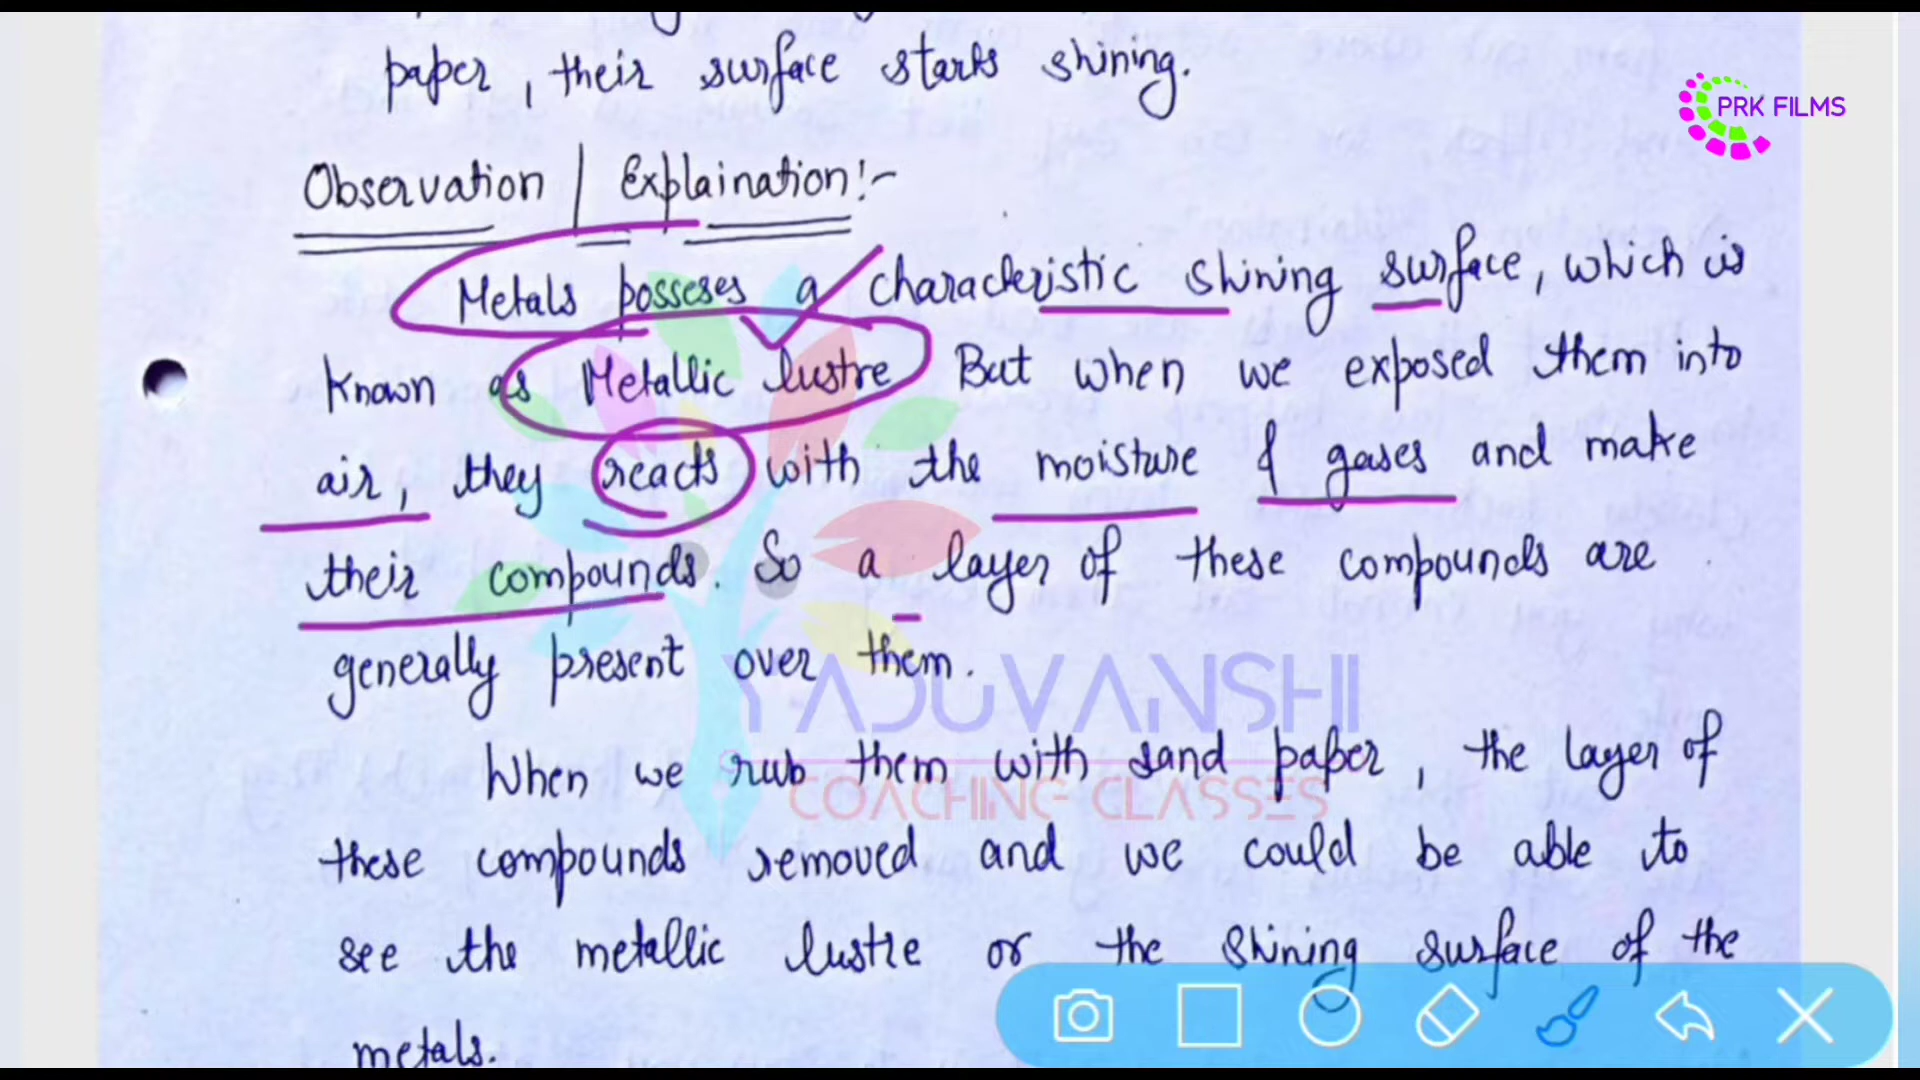 paper, their surface starts shining.
PRK FILMS
Observation / Explaination:-
Metals posseses a characteristic shining surface, which is
Known as Metallic lustre But when we exposed them into
air, they reacts with the moisture & gases and make
their compounds. So a layer of these compounds are
generally present over them.
YADUVANSHI
When we rub them with sand paper, the layer of
COACHING CLASSES
these compounds removed and we could be able to
see the metallic lustre or the shining surface of the
metals.